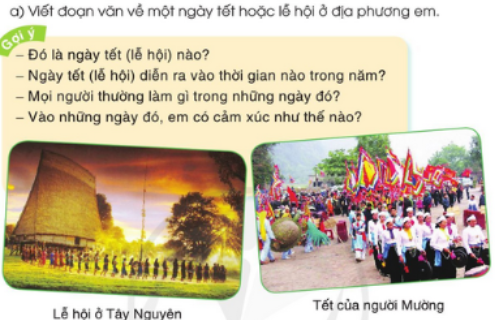 a) Viết đoạn văn về một ngày tết hoặc lễ hội ở địa phương em.
Gợi ý
– Đó là ngày tết (lễ hội) nào?
– Ngày tết (lễ hội) diễn ra vào thời gian nào trong năm?
– Mọi người thường làm gì trong những ngày đó?
– Vào những ngày đó, em có cảm xúc như thế nào?
Lễ hội ở Tây Nguyên
Tết của người Mường